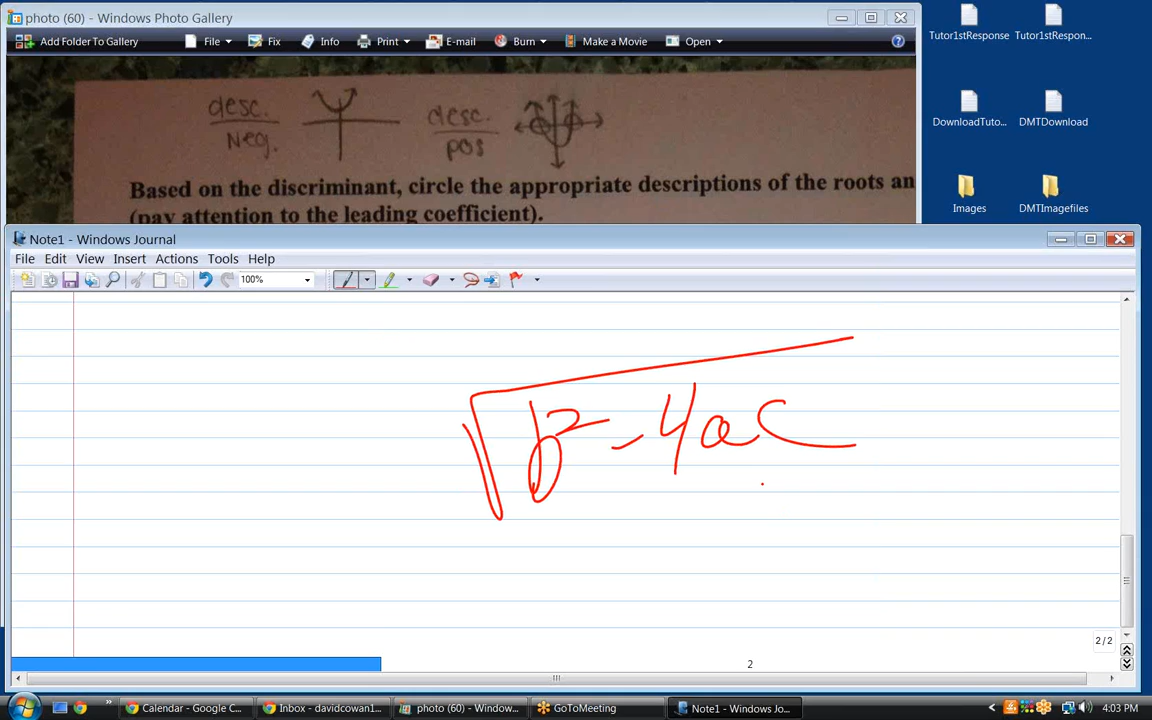 photo (60) - Windows Photo Gallery
Add Folder To Gallery File Fix Info Print E-mail Burn Make a Movie Open
desc.
Neg.
desc.
pos
Based on the discriminant, circle the appropriate descriptions of the roots an
(pay attention to the leading coefficient).
Tutor1stResponse
Tutor1stRespon...
DownloadTuto...
DMTDownload
Images
DMTImagefiles
Note1 - Windows Journal
File Edit View Insert Actions Tools Help
100%
√b² - 4ac
2/2
2
Calendar - Google C...
Inbox - davidcowan1...
photo (60) - Window...
GoToMeeting
Note1 - Windows Jo...
4:03 PM